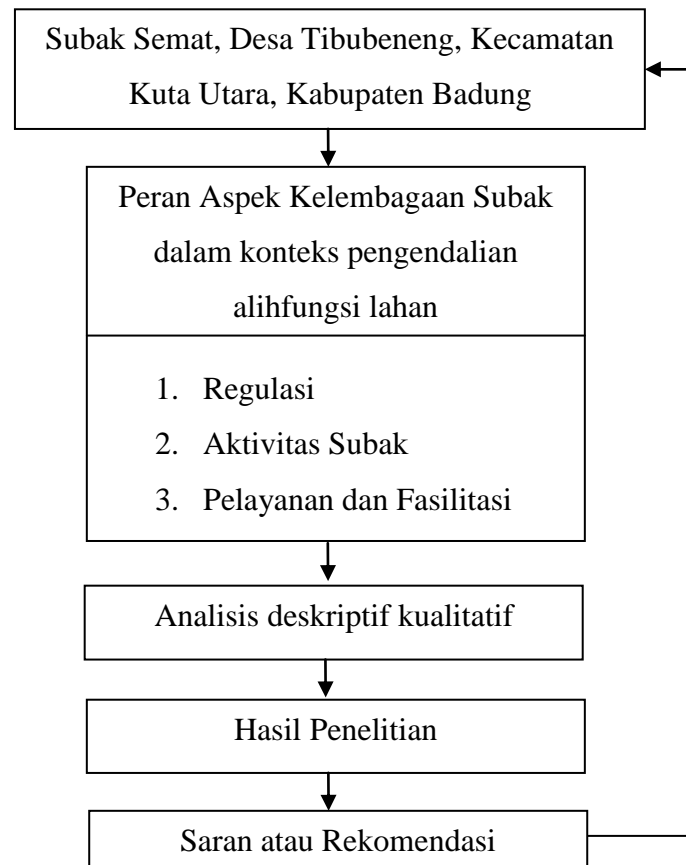 Subak Semat, Desa Tibubeneng, Kecamatan
Kuta Utara, Kabupaten Badung
Peran Aspek Kelembagaan Subak
dalam konteks pengendalian
alihfungsi lahan
1. Regulasi
2. Aktivitas Subak
3. Pelayanan dan Fasilitasi
Analisis deskriptif kualitatif
Hasil Penelitian
Saran atau Rekomendasi